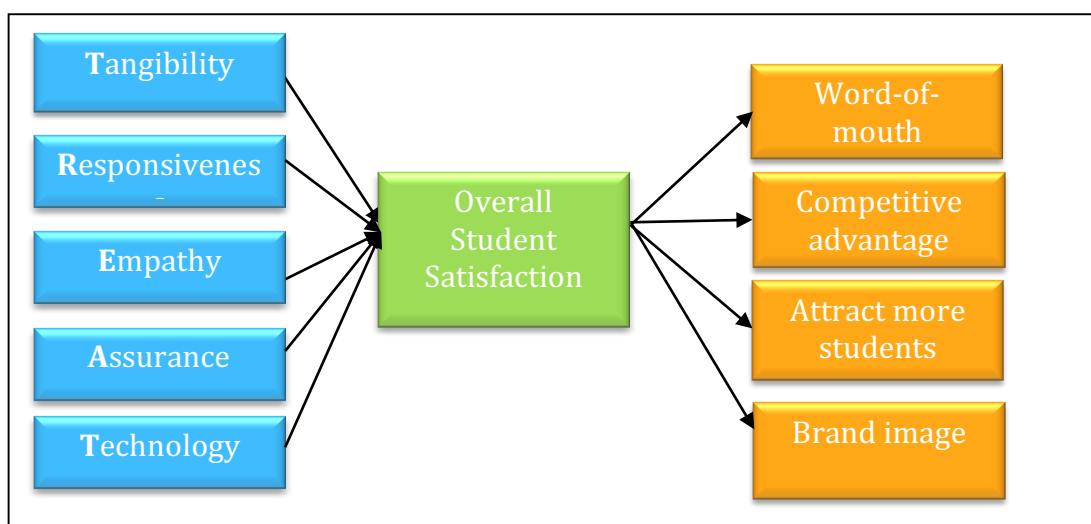 Tangibility
Responsivenes
Empathy
Assurance
Technology
Overall
Student
Satisfaction
Word-of-
mouth
Competitive
advantage
Attract more
students
Brand image